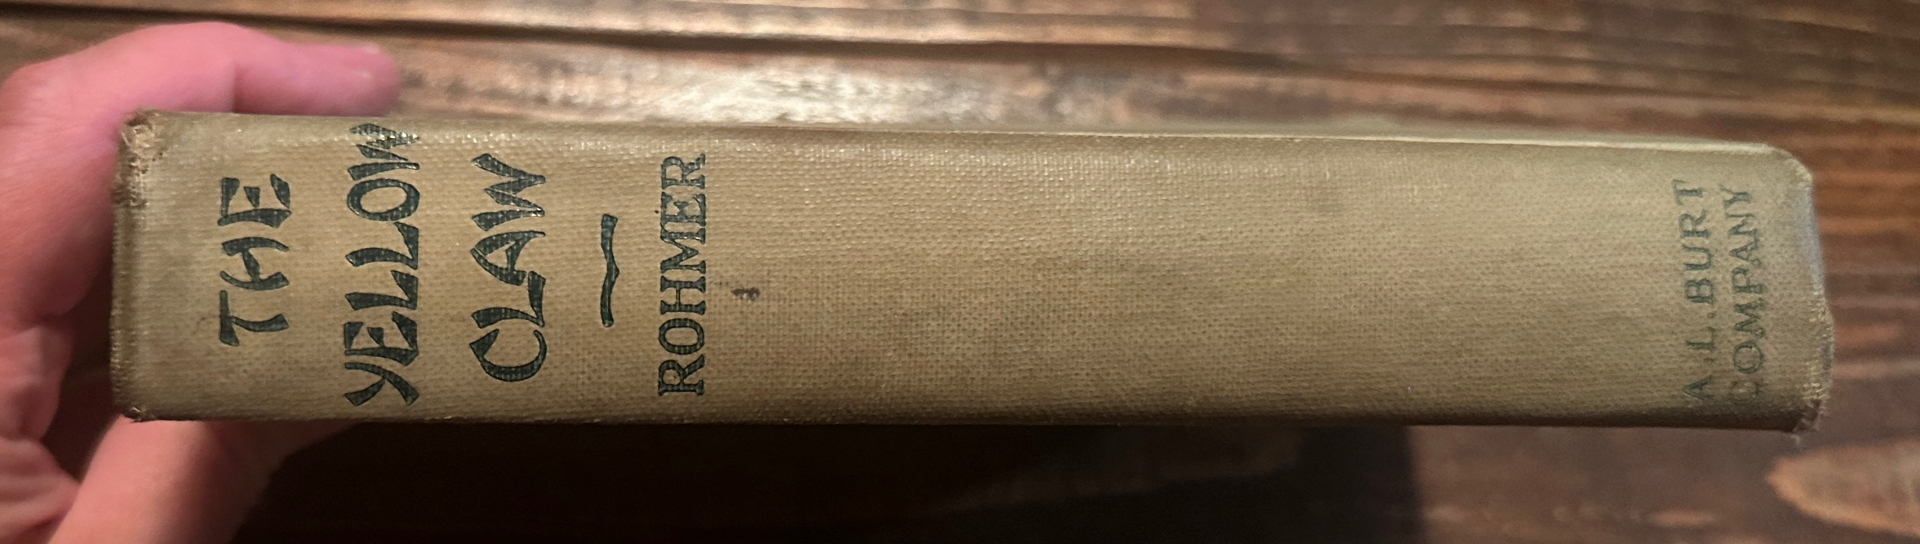 THE
YELLOW
CLAW
ROHMER
A.L.BURT
COMPANY